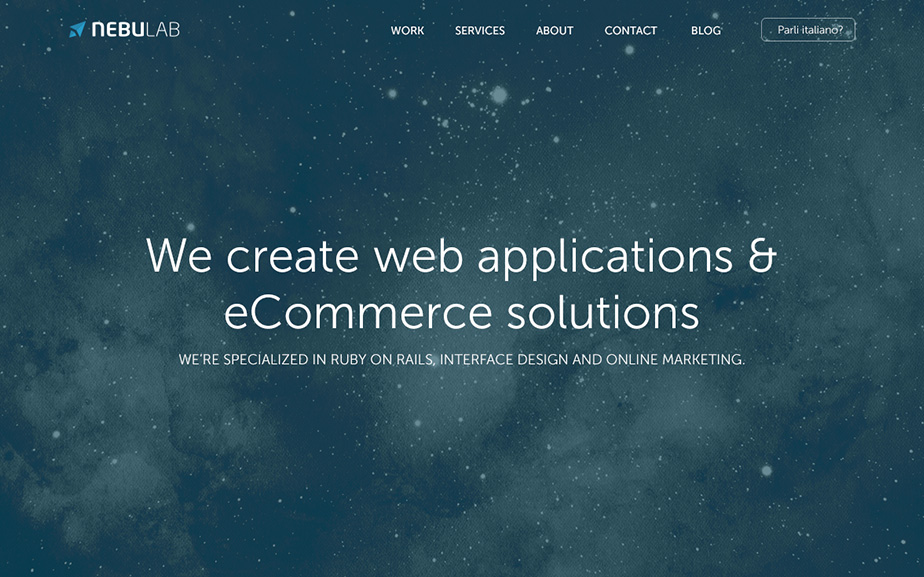 NEBULAB
WORK SERVICES ABOUT CONTACT BLOG Parli italiano?
We create web applications &
eCommerce solutions
WE'RE SPECIALIZED IN RUBY ON RAILS, INTERFACE DESIGN AND ONLINE MARKETING.